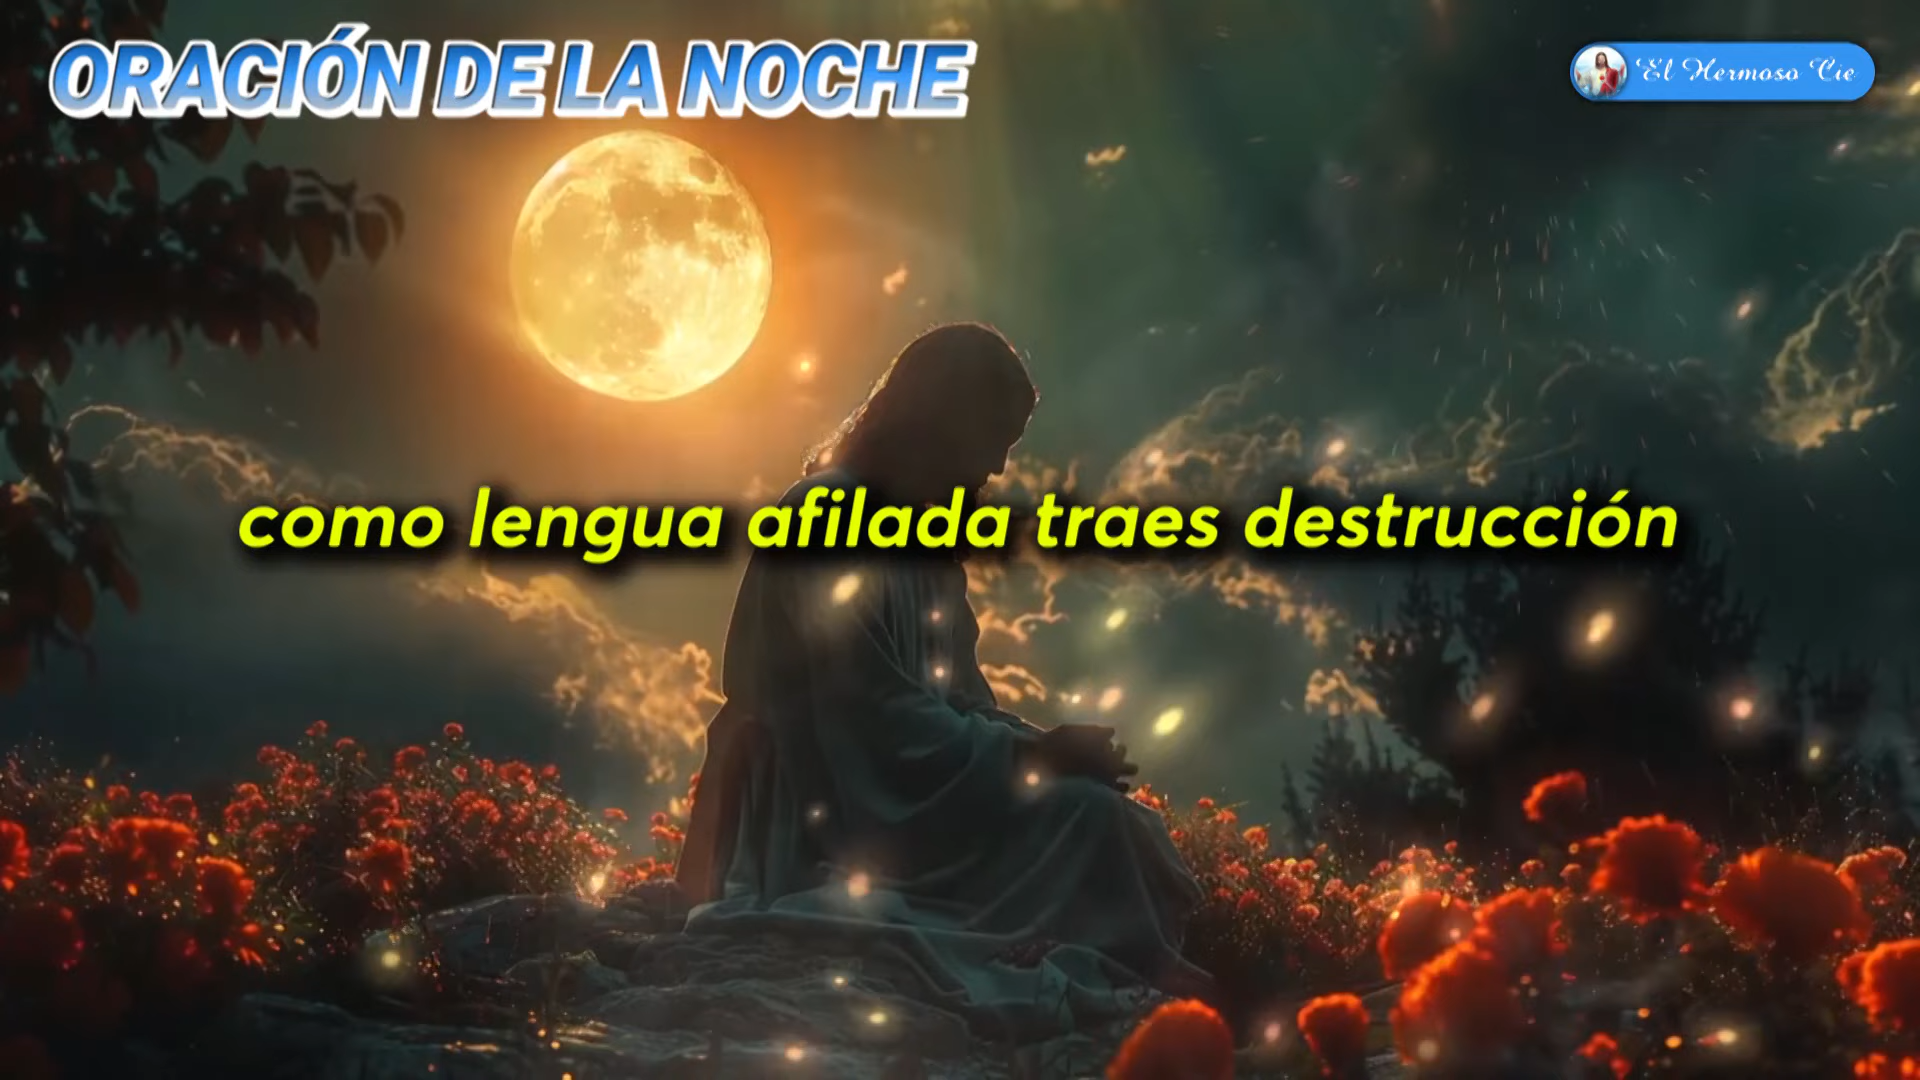 ORACIÓN DE LA NOCHE
El Hermoso Cie
como lengua afilada traes destrucción